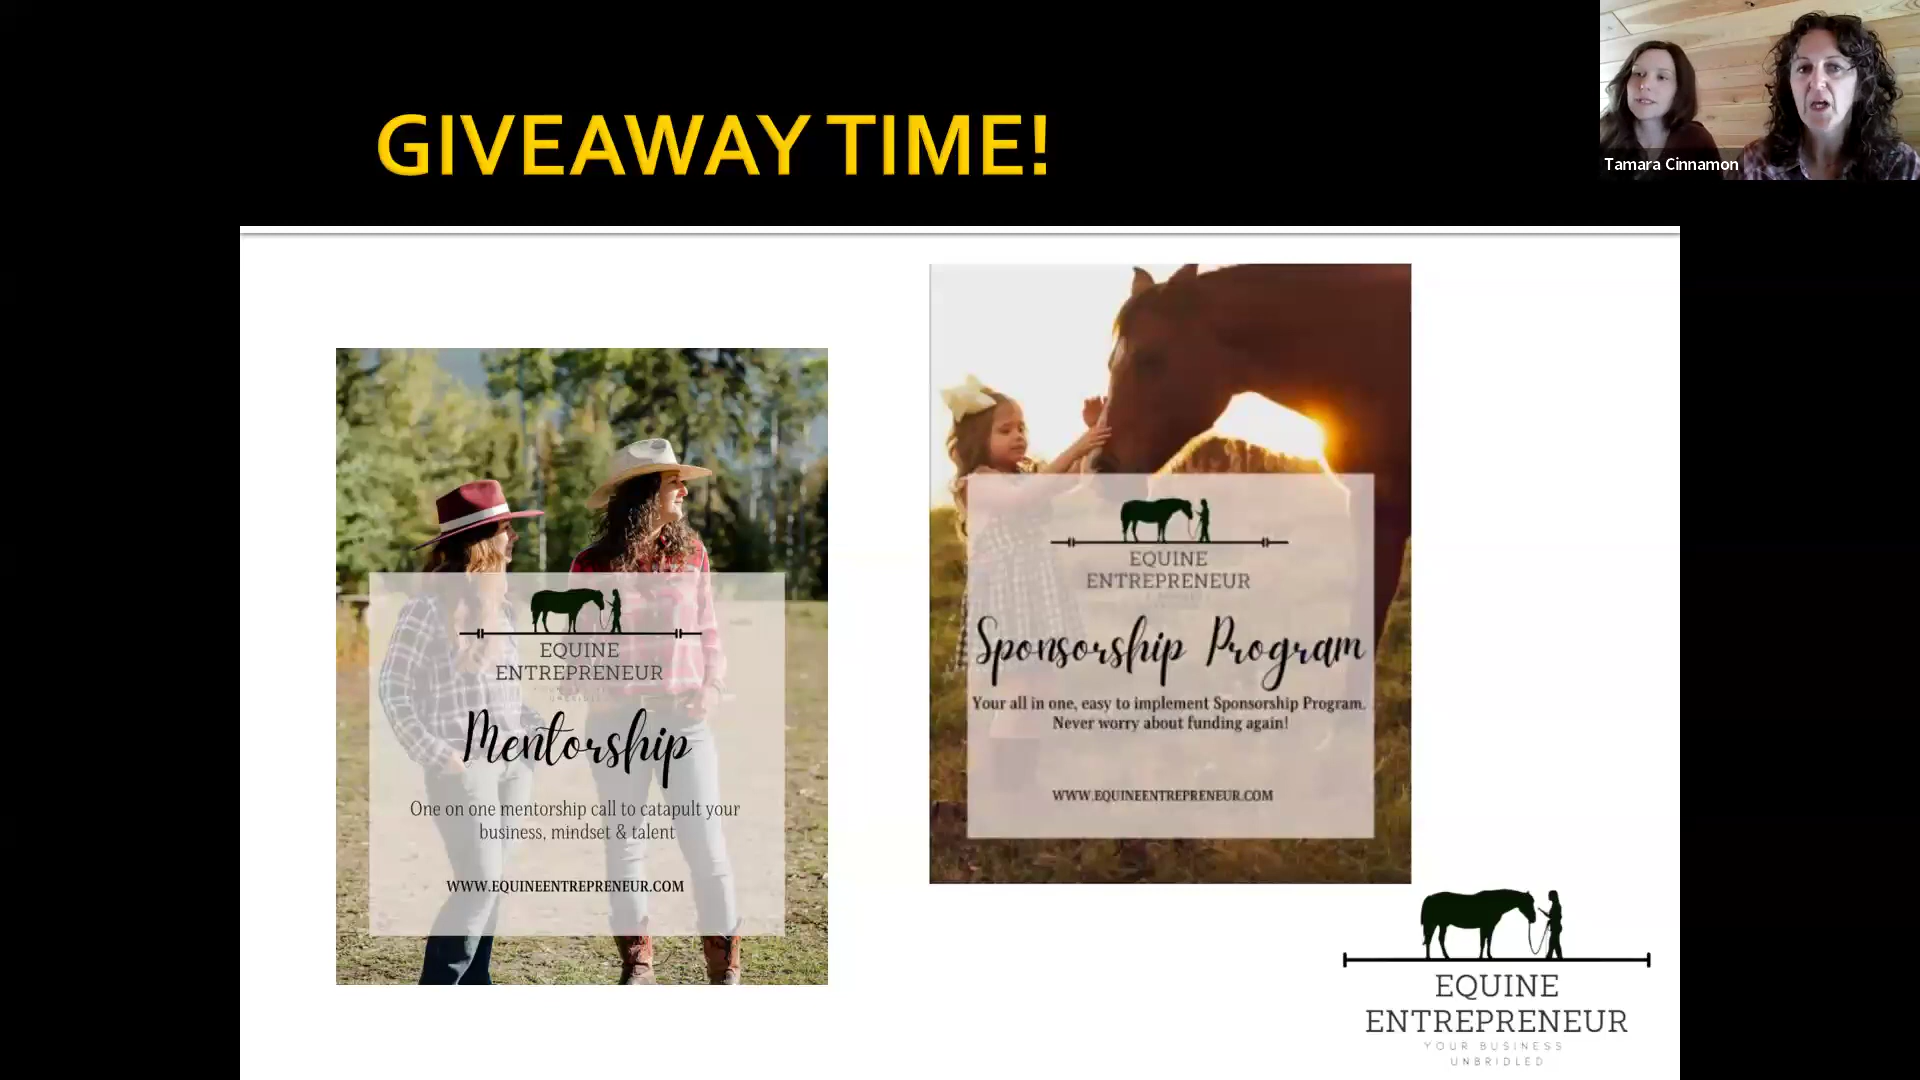 GIVEAWAY TIME!
Tamara Cinnamon
EQUINE
ENTREPRENEUR
Mentorship
One on one mentorship call to catapult your
business, mindset & talent
WWW.EQUINEENTREPRENEUR.COM
EQUINE
ENTREPRENEUR
Sponsorship Program
Your all in one, easy to implement Sponsorship Program.
Never worry about funding again!
WWW.EQUINEENTREPRENEUR.COM
EQUINE
ENTREPRENEUR
YOUR BUSINESS
UNBRIDLED